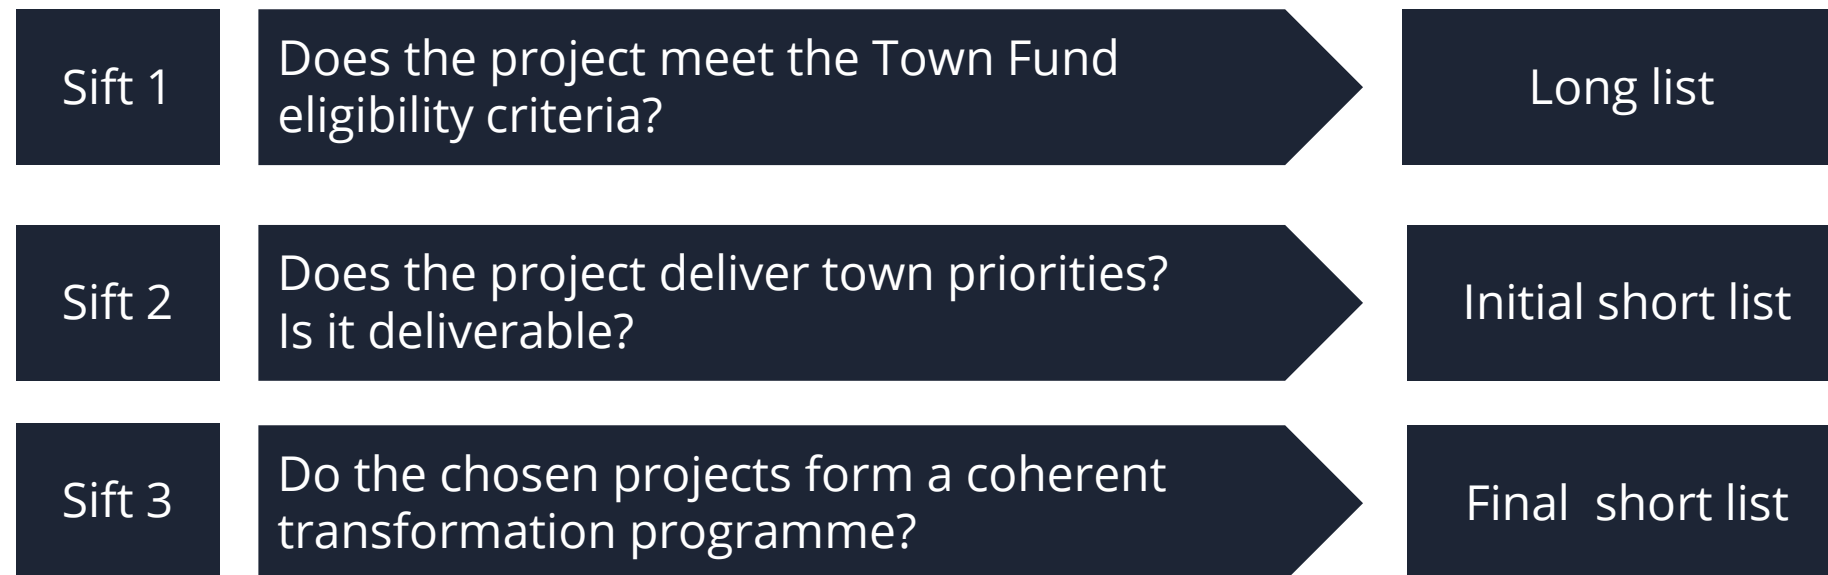 Sift 1
Does the project meet the Town Fund
eligibility criteria?
Long list
Sift 2
Does the project deliver town priorities?
Is it deliverable?
Initial short list
Sift 3
Do the chosen projects form a coherent
transformation programme?
Final  short list